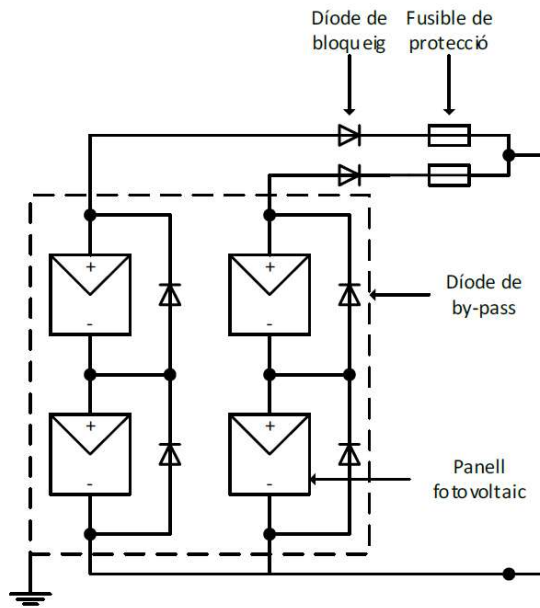 Díode de
bloqueig
Fusible de
protecció
+
+
-
-
Díode de
by-pass
+
+
-
-
Panell
fotovoltaic